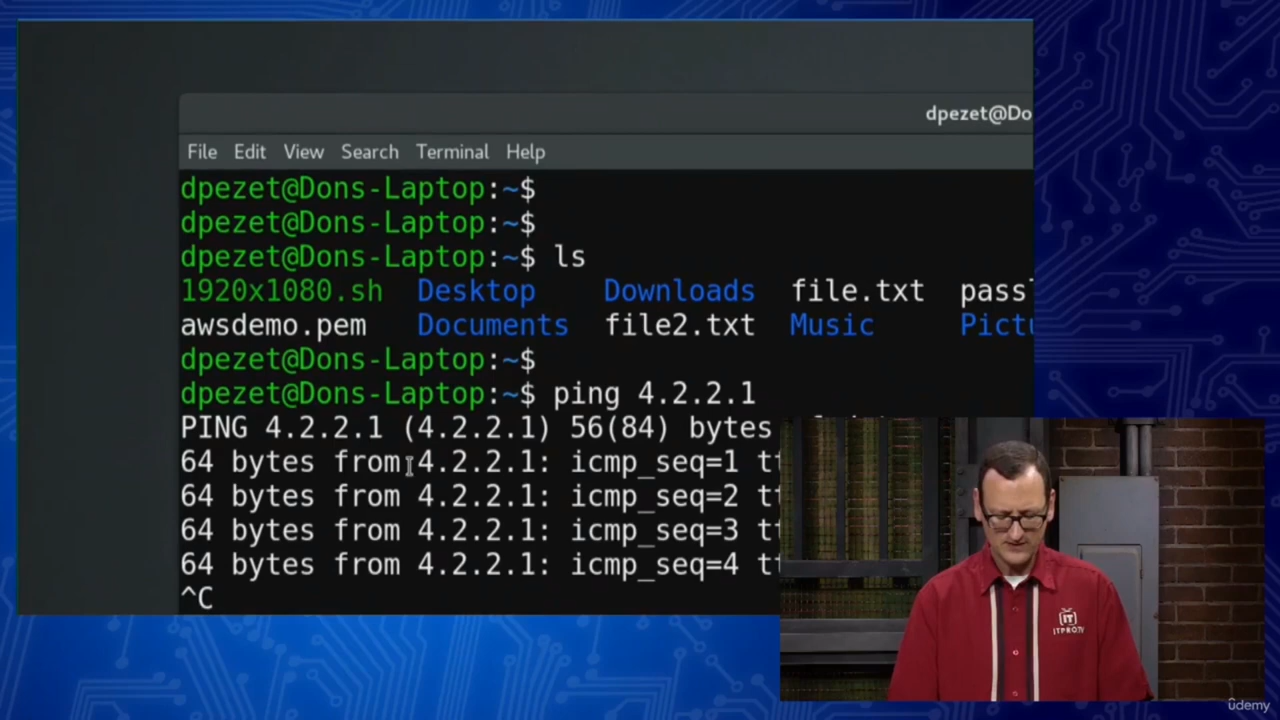 dpezet@Do
File Edit View Search Terminal Help
dpezet@Dons-Laptop:~$
dpezet@Dons-Laptop:~$
dpezet@Dons-Laptop:~$ ls
1920x1080.sh Desktop Downloads file.txt
awsdemo.pem Documents file2.txt Music
dpezet@Dons-Laptop:~$
dpezet@Dons-Laptop:~$ ping 4.2.2.1
PING 4.2.2.1 (4.2.2.1) 56(84) bytes
64 bytes from 4.2.2.1: icmp_seq=1
64 bytes from 4.2.2.1: icmp_seq=2
64 bytes from 4.2.2.1: icmp_seq=3
64 bytes from 4.2.2.1: icmp_seq=4
^C
IT
ITPROTV
ûdemy